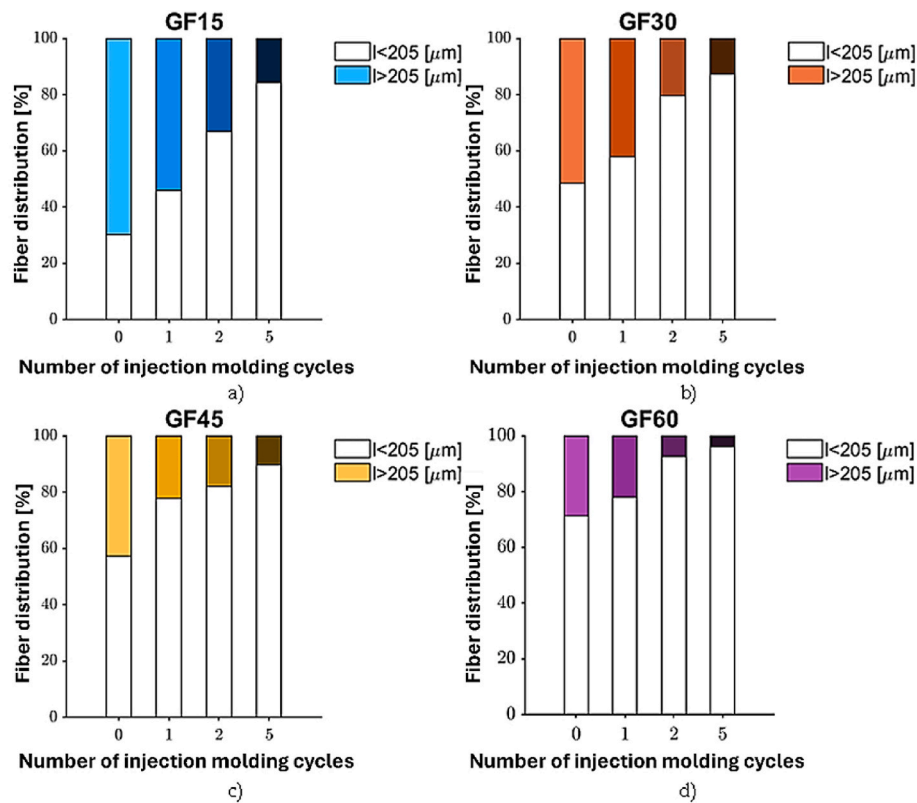 GF15
100
80
60
40
20
0
Fiber distribution [%]
l<205 [μm]
l>205 [μm]
0 1 2 5
Number of injection molding cycles
a)
GF30
100
80
60
40
20
0
Fiber distribution [%]
l<205 [μm]
l>205 [μm]
0 1 2 5
Number of injection molding cycles
b)
GF45
100
80
60
40
20
0
Fiber distribution [%]
l<205 [μm]
l>205 [μm]
0 1 2 5
Number of injection molding cycles
c)
GF60
100
80
60
40
20
0
Fiber distribution [%]
l<205 [μm]
l>205 [μm]
0 1 2 5
Number of injection molding cycles
d)